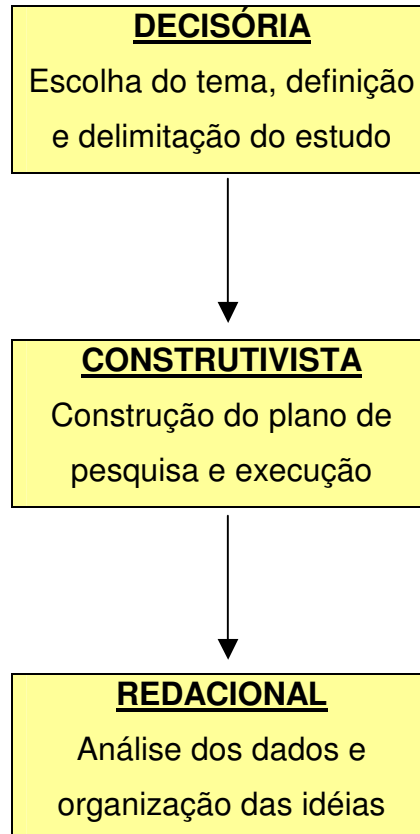 DECISÓRIA
Escolha do tema, definição
e delimitação do estudo
CONSTRUTIVISTA
Construção do plano de
pesquisa e execução
REDACIONAL
Análise dos dados e
organização das idéias